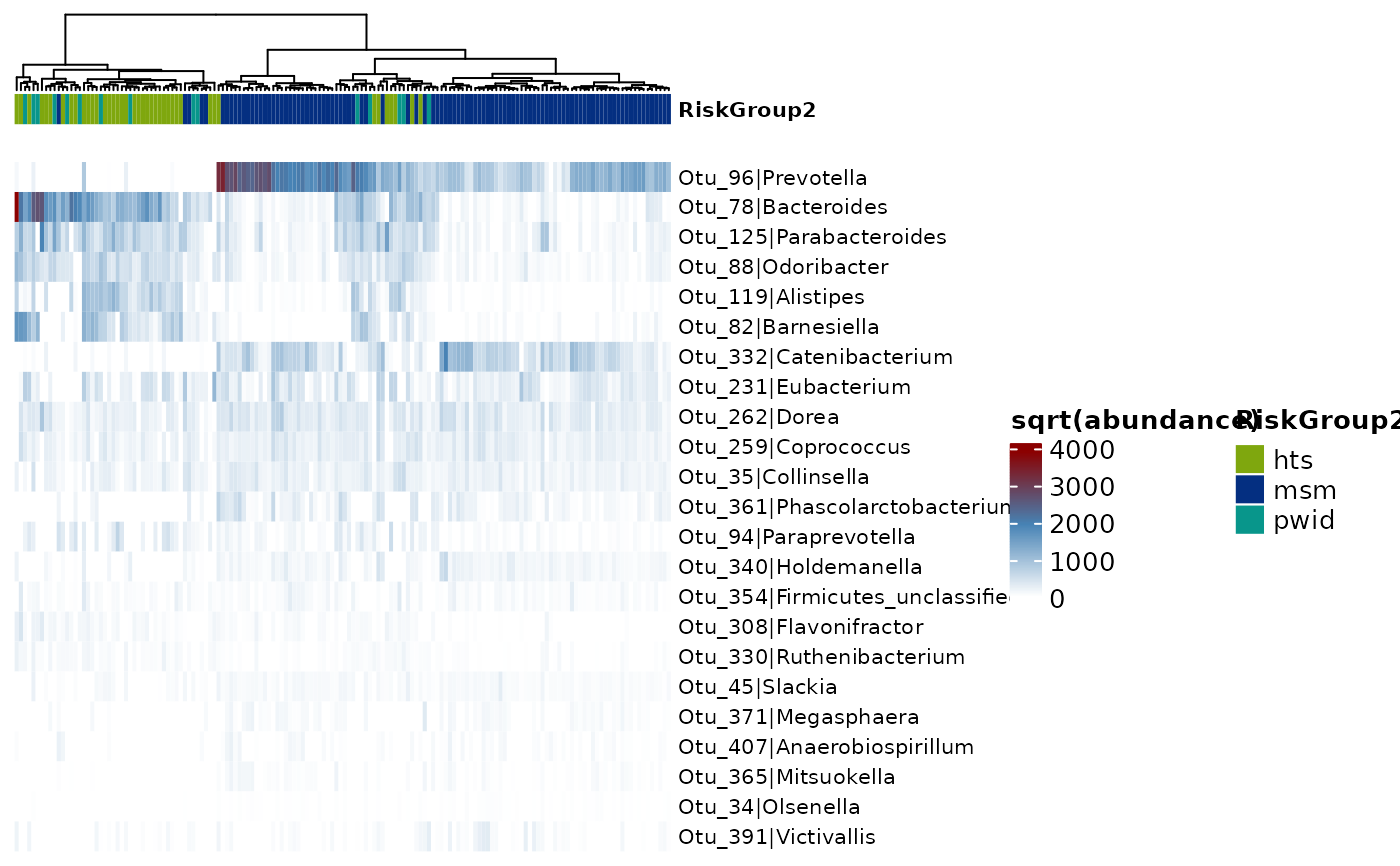 RiskGroup2
Otu_96|Prevotella
Otu_78|Bacteroides
Otu_125|Parabacteroides
Otu_88|Odoribacter
Otu_119|Alistipes
Otu_82|Barnesiella
Otu_332|Catenibacterium
Otu_231|Eubacterium
Otu_262|Dorea
Otu_259|Coprococcus
Otu_35|Collinsella
Otu_361|Phascolarctobacterium
Otu_94|Paraprevotella
Otu_340|Holdemanella
Otu_354|Firmicutes_unclassifie
Otu_308|Flavonifractor
Otu_330|Ruthenibacterium
Otu_45|Slackia
Otu_371|Megasphaera
Otu_407|Anaerobiospirillum
Otu_365|Mitsuokella
Otu_34|Olsenella
Otu_391|Victivallis
sqrt(abundance)
4000
3000
2000
1000
0
RiskGroup2
hts
msm
pwid